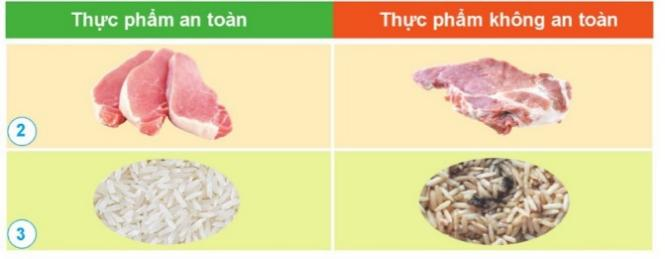 Thực phẩm an toàn
Thực phẩm không an toàn
2
3